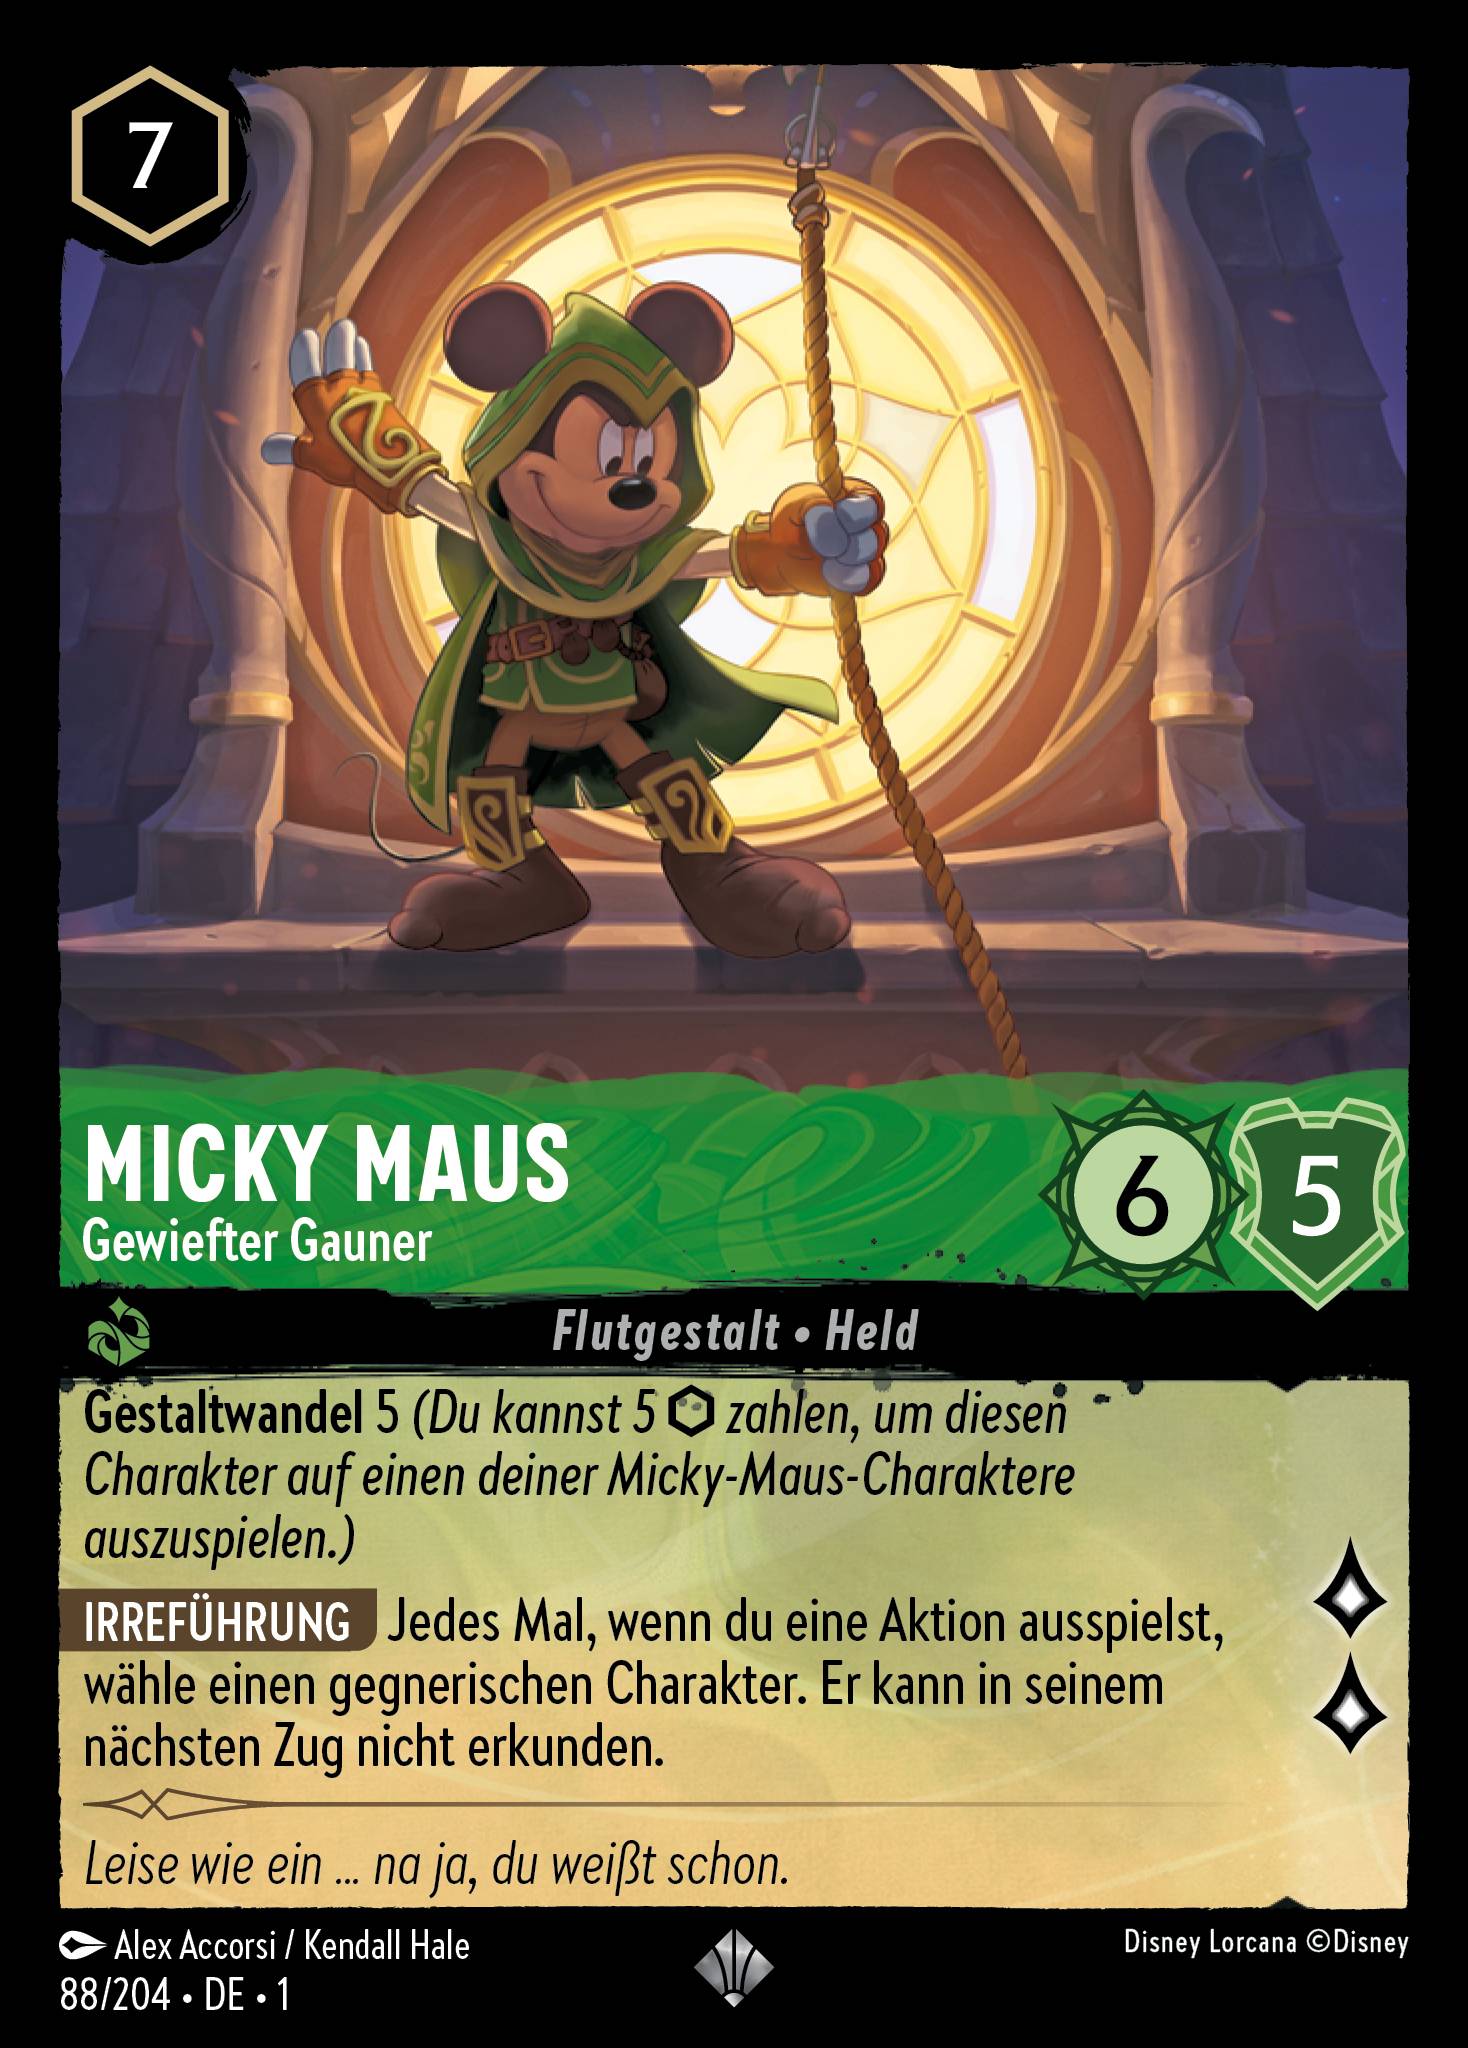 7
MICKY MAUS
Gewiefter Gauner
6
5
Flutgestalt • Held
Gestaltwandel 5 (Du kannst 5 ⬡ zahlen, um diesen
Charakter auf einen deiner Micky-Maus-Charaktere
auszuspielen.)
IRREFÜHRUNG Jedes Mal, wenn du eine Aktion ausspielst,
wähle einen gegnerischen Charakter. Er kann in seinem
nächsten Zug nicht erkunden.
Leise wie ein ... na ja, du weißt schon.
Alex Accorsi / Kendall Hale
Disney Lorcana ©Disney
88/204 • DE • 1